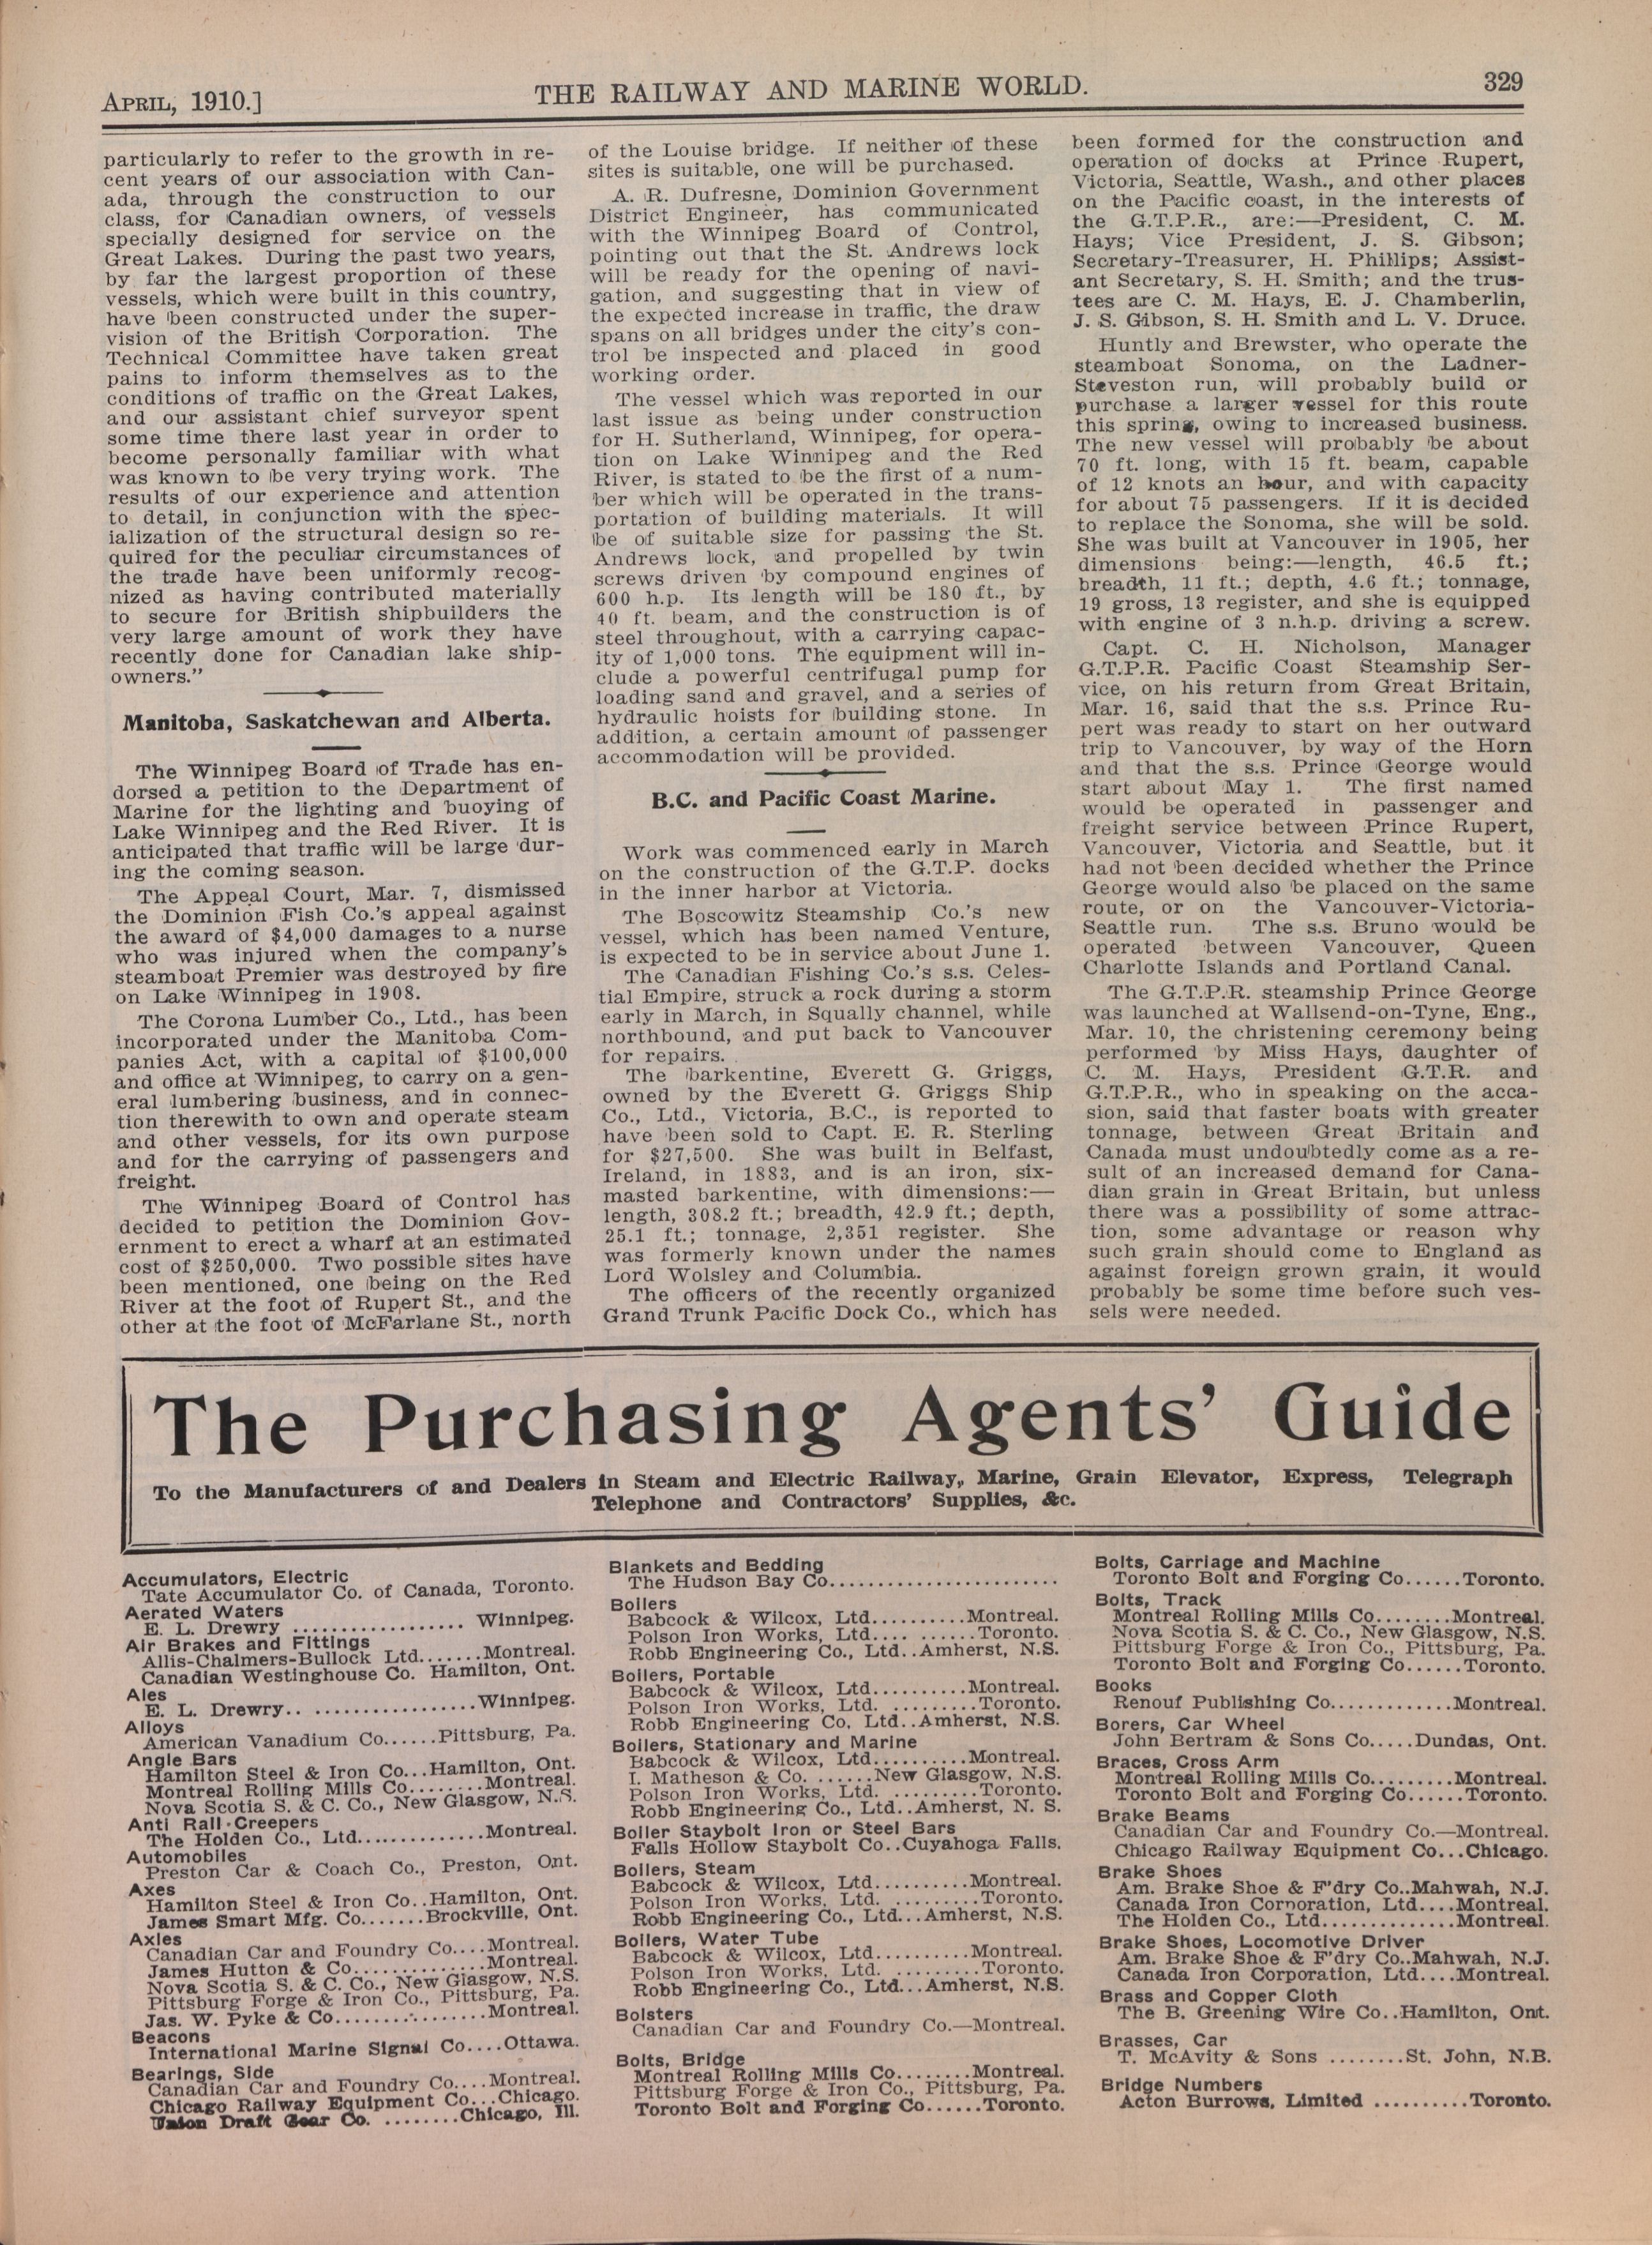 APRIL, 1910.]
THE RAILWAY AND MARINE WORLD.
329
particularly to refer to the growth in re-
cent years of our association with Can-
ada, through the construction to our
class, for Canadian owners, of vessels
specially designed for service on the
Great Lakes. During the past two years,
by far the largest proportion of these
vessels, which were built in this country,
have been constructed under the super-
vision of the British Corporation. The
Technical Committee have taken great
pains to inform themselves as to the
conditions of traffic on the Great Lakes,
and our assistant chief surveyor spent
some time there last year in order to
become personally familiar with what
was known to be very trying work. The
results of our experience and attention
to detail, in conjunction with the spec-
ialization of the structural design so re-
quired for the peculiar circumstances of
the trade have been uniformly recog-
nized as having contributed materially
to secure for British shipbuilders the
very large amount of work they have
recently done for Canadian lake ship-
owners."
Manitoba, Saskatchewan and Alberta.
The Winnipeg Board of Trade has en-
dorsed a petition to the Department of
Marine for the lighting and buoying of
Lake Winnipeg and the Red River. It is
anticipated that traffic will be large dur-
ing the coming season.
The Appeal Court, Mar. 7, dismissed
the Dominion Fish Co.'s appeal against
the award of $4,000 damages to a nurse
who was injured when the company's
steamboat Premier was destroyed by fire
on Lake Winnipeg in 1908.
The Corona Lumber Co., Ltd., has been
incorporated under the Manitoba Com-
panies Act, with a capital of $100,000
and office at Winnipeg, to carry on a gen-
eral lumbering business, and in connec-
tion therewith to own and operate steam
and other vessels, for its own purpose
and for the carrying of passengers and
freight.
The Winnipeg Board of Control has
decided to petition the Dominion Gov-
ernment to erect a wharf at an estimated
cost of $250,000. Two possible sites have
been mentioned, one being on the Red
River at the foot of Rupert St., and the
other at the foot of McFarlane St., north
of the Louise bridge. If neither of these
sites is suitable, one will be purchased.
A. R. Dufresne, Dominion Government
District Engineer, has communicated
with the Winnipeg Board of Control,
pointing out that the St. Andrews lock
will be ready for the opening of navi-
gation, and suggesting that in view of
the expected increase in traffic, the draw
spans on all bridges under the city's con-
trol be inspected and placed in good
working order.
The vessel which was reported in our
last issue as being under construction
for H. Sutherland, Winnipeg, for opera-
tion on Lake Winnipeg and the Red
River, is stated to be the first of a num-
ber which will be operated in the trans-
portation of building materials. It will
be of suitable size for passing the St.
Andrews lock, and propelled by twin
screws driven by compound engines of
600 h.p. Its length will be 180 ft., by
40 ft. beam, and the construction is of
steel throughout, with a carrying capac-
ity of 1,000 tons. The equipment will in-
clude a powerful centrifugal pump for
loading sand and gravel, and a series of
hydraulic hoists for building stone. In
addition, a certain amount of passenger
accommodation will be provided.
B.C. and Pacific Coast Marine.
Work was commenced early in March
on the construction of the G.T.P. docks
in the inner harbor at Victoria.
The Boscowitz Steamship Co.'s new
vessel, which has been named Venture,
is expected to be in service about June 1.
The Canadian Fishing Co.'s s.s. Celes-
tial Empire, struck a rock during a storm
early in March, in Squally channel, while
northbound, and put back to Vancouver
for repairs.
The barkentine, Everett G. Griggs,
owned by the Everett G. Griggs Ship
Co., Ltd., Victoria, B.C., is reported to
have been sold to Capt. E. R. Sterling
for $27,500. She was built in Belfast,
Ireland, in 1883, and is an iron, six-
masted barkentine, with dimensions:—
length, 308.2 ft.; breadth, 42.9 ft.; depth,
25.1 ft.; tonnage, 2,351 register. She
was formerly known under the names
Lord Wolsley and Columbia.
The officers of the recently organized
Grand Trunk Pacific Dock Co., which has
been formed for the construction and
operation of docks at Prince Rupert,
Victoria, Seattle, Wash., and other places
on the Pacific coast, in the interests of
the G.T.P.R., are:—President, C. M.
Hays; Vice President, J. S. Gibson;
Secretary-Treasurer, H. Phillips; Assist-
ant Secretary, S. H. Smith; and the trus-
tees are C. M. Hays, E. J. Chamberlin,
J. S. Gibson, S. H. Smith and L. V. Druce.
Huntly and Brewster, who operate the
steamboat Sonoma, on the Ladner-
Steveston run, will probably build or
purchase a larger vessel for this route
this spring, owing to increased business.
The new vessel will probably be about
70 ft. long, with 15 ft. beam, capable
of 12 knots an hour, and with capacity
for about 75 passengers. If it is decided
to replace the Sonoma, she will be sold.
She was built at Vancouver in 1905, her
dimensions being:—length, 46.5 ft.;
breadth, 11 ft.; depth, 4.6 ft.; tonnage,
19 gross, 13 register, and she is equipped
with engine of 3 n.h.p. driving a screw.
Capt. C. H. Nicholson, Manager
G.T.P.R. Pacific Coast Steamship Ser-
vice, on his return from Great Britain,
Mar. 16, said that the s.s. Prince Ru-
pert was ready to start on her outward
trip to Vancouver, by way of the Horn
and that the s.s. Prince George would
start about May 1. The first named
would be operated in passenger and
freight service between Prince Rupert,
Vancouver, Victoria and Seattle, but it
had not been decided whether the Prince
George would also be placed on the same
route, or on the Vancouver-Victoria-
Seattle run. The s.s. Bruno would be
operated between Vancouver, Queen
Charlotte Islands and Portland Canal.
The G.T.P.R. steamship Prince George
was launched at Wallsend-on-Tyne, Eng.,
Mar. 10, the christening ceremony being
performed by Miss Hays, daughter of
C. M. Hays, President G.T.R. and
G.T.P.R., who in speaking on the acca-
sion, said that faster boats with greater
tonnage, between Great Britain and
Canada must undoubtedly come as a re-
sult of an increased demand for Cana-
dian grain in Great Britain, but unless
there was a possibility of some attrac-
tion, some advantage or reason why
such grain should come to England as
against foreign grown grain, it would
probably be some time before such ves-
sels were needed.
The Purchasing Agents' Guide
To the Manufacturers of and Dealers in Steam and Electric Railway, Marine, Grain Elevator, Express, Telegraph
Telephone and Contractors' Supplies, &c.
Accumulators, Electric
Tate Accumulator Co. of Canada, Toronto.
Aerated Waters
E. L. Drewry .................. Winnipeg.
Air Brakes and Fittings
Allis-Chalmers-Bullock Ltd.......Montreal.
Canadian Westinghouse Co. Hamilton, Ont.
Ales
E. L. Drewry.. .................Winnipeg.
Alloys
American Vanadium Co......Pittsburg, Pa.
Angle Bars
Hamilton Steel & Iron Co...Hamilton, Ont.
Montreal Rolling Mills Co........Montreal.
Nova Scotia S. & C. Co., New Glasgow, N.S.
Anti Rail-Creepers
The Holden Co., Ltd..............Montreal.
Automobiles
Preston Car & Coach Co., Preston, Ont.
Axes
Hamilton Steel & Iron Co..Hamilton, Ont.
James Smart Mfg. Co.......Brockville, Ont.
Axles
Canadian Car and Foundry Co....Montreal.
James Hutton & Co..............Montreal.
Nova Scotia S. & C. Co., New Glasgow, N.S.
Pittsburg Forge & Iron Co., Pittsburg, Pa.
Jas. W. Pyke & Co................Montreal.
Beacons
International Marine Signal Co....Ottawa.
Bearings, Side
Canadian Car and Foundry Co....Montreal.
Chicago Railway Equipment Co...Chicago.
Union Draft Gear Co. ........Chicago, Ill.
Blankets and Bedding
The Hudson Bay Co........................
Boilers
Babcock & Wilcox, Ltd..........Montreal.
Polson Iron Works, Ltd.... ......Toronto.
Robb Engineering Co., Ltd..Amherst, N.S.
Boilers, Portable
Babcock & Wilcox, Ltd..........Montreal.
Polson Iron Works, Ltd. ..........Toronto.
Robb Engineering Co, Ltd..Amherst, N.S.
Boilers, Stationary and Marine
Babcock & Wilcox, Ltd..........Montreal.
I. Matheson & Co. ......New Glasgow, N.S.
Polson Iron Works, Ltd. .........Toronto.
Robb Engineering Co., Ltd..Amherst, N. S.
Boiler Staybolt Iron or Steel Bars
Falls Hollow Staybolt Co..Cuyahoga Falls.
Boilers, Steam
Babcock & Wilcox, Ltd..........Montreal.
Polson Iron Works, Ltd. .........Toronto.
Robb Engineering Co., Ltd...Amherst, N.S.
Boilers, Water Tube
Babcock & Wilcox, Ltd..........Montreal.
Polson Iron Works, Ltd. .........Toronto.
Robb Engineering Co., Ltd...Amherst, N.S.
Bolsters
Canadian Car and Foundry Co.—Montreal.
Bolts, Bridge
Montreal Rolling Mills Co........Montreal.
Pittsburg Forge & Iron Co., Pittsburg, Pa.
Toronto Bolt and Forging Co......Toronto.
Bolts, Carriage and Machine
Toronto Bolt and Forging Co......Toronto.
Bolts, Track
Montreal Rolling Mills Co........Montreal.
Nova Scotia S. & C. Co., New Glasgow, N.S.
Pittsburg Forge & Iron Co., Pittsburg, Pa.
Toronto Bolt and Forging Co......Toronto.
Books
Renouf Publishing Co.............Montreal.
Borers, Car Wheel
John Bertram & Sons Co.....Dundas, Ont.
Braces, Cross Arm
Montreal Rolling Mills Co.........Montreal.
Toronto Bolt and Forging Co......Toronto.
Brake Beams
Canadian Car and Foundry Co.—Montreal.
Chicago Railway Equipment Co...Chicago.
Brake Shoes
Am. Brake Shoe & F'dry Co..Mahwah, N.J.
Canada Iron Corporation, Ltd....Montreal.
The Holden Co., Ltd..............Montreal.
Brake Shoes, Locomotive Driver
Am. Brake Shoe & F'dry Co..Mahwah, N.J.
Canada Iron Corporation, Ltd....Montreal.
Brass and Copper Cloth
The B. Greening Wire Co..Hamilton, Ont.
Brasses, Car
T. McAvity & Sons ........St. John, N.B.
Bridge Numbers
Acton Burrows, Limited ..........Toronto.